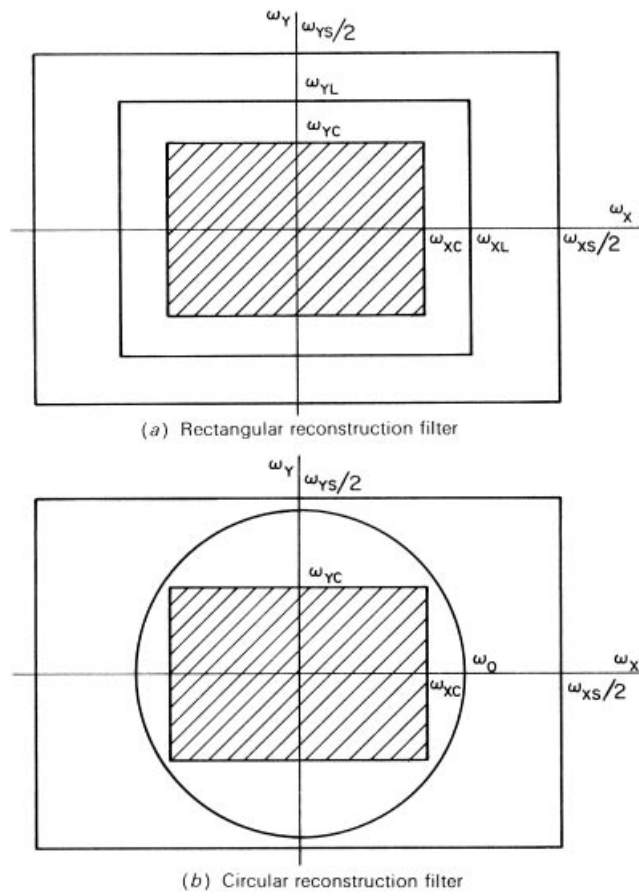 ω_Y ω_YS/2
ω_YL
ω_YC
ω_X
ω_XC ω_XL ω_XS/2
(a) Rectangular reconstruction filter
ω_Y ω_YS/2
ω_YC
ω_O ω_X
ω_XC ω_XS/2
(b) Circular reconstruction filter